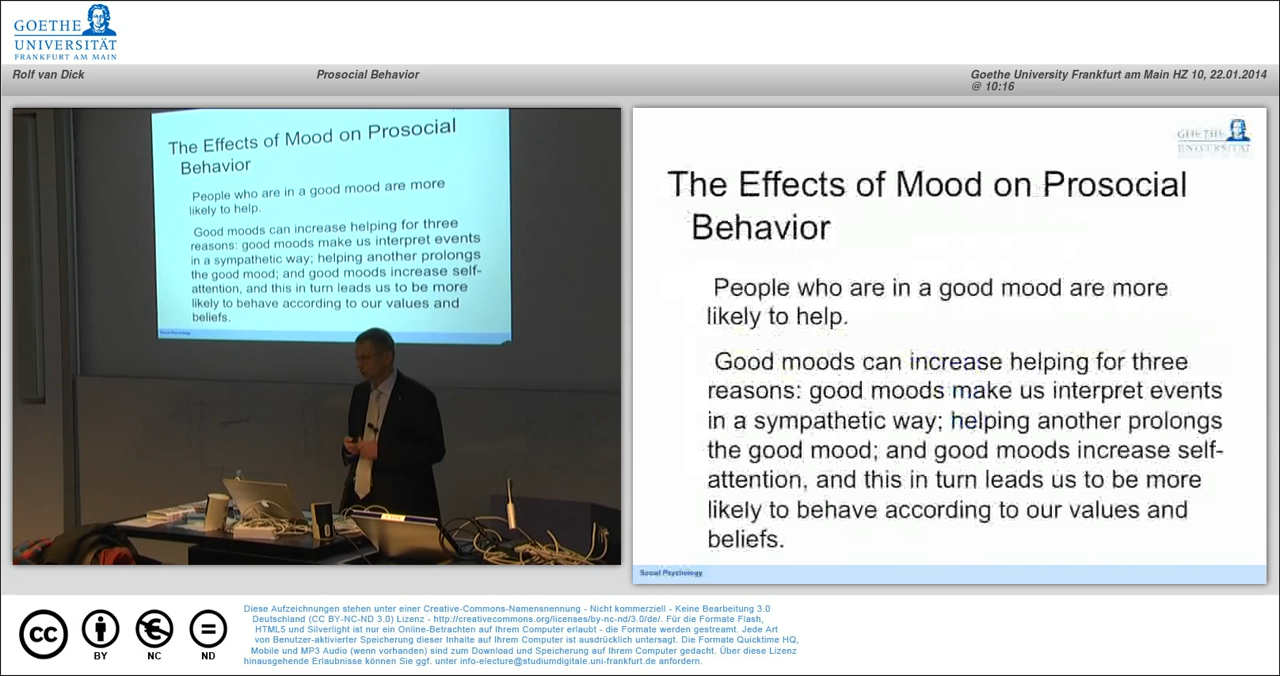 GOETHE
UNIVERSITÄT
FRANKFURT AM MAIN
Rolf van Dick
Prosocial Behavior
Goethe University Frankfurt am Main HZ 10, 22.01.2014
@ 10:16
The Effects of Mood on Prosocial
Behavior
People who are in a good mood are more
likely to help.
Good moods can increase helping for three
reasons: good moods make us interpret events
in a sympathetic way; helping another prolongs
the good mood; and good moods increase self-
attention, and this in turn leads us to be more
likely to behave according to our values and
beliefs.
Social Psychology
GOETHE
UNIVERSITÄT
The Effects of Mood on Prosocial
Behavior
People who are in a good mood are more
likely to help.
Good moods can increase helping for three
reasons: good moods make us interpret events
in a sympathetic way; helping another prolongs
the good mood; and good moods increase self-
attention, and this in turn leads us to be more
likely to behave according to our values and
beliefs.
Social Psychology
cc
BY
NC
ND
Diese Aufzeichnungen stehen unter einer Creative-Commons-Namensnennung - Nicht kommerziell - Keine Bearbeitung 3.0
Deutschland (CC BY-NC-ND 3.0) Lizenz - http://creativecommons.org/licenses/by-nc-nd/3.0/de/. Für die Formate Flash,
HTML5 und Silverlight ist nur ein Online-Betrachten auf Ihrem Computer erlaubt - die Formate werden gestreamt. Jede Art
von Benutzer-aktivierter Speicherung dieser Inhalte auf Ihrem Computer ist ausdrücklich untersagt. Die Formate Quicktime HQ,
Mobile und MP3 Audio (wenn vorhanden) sind zum Download und Speicherung auf Ihrem Computer gedacht. Über diese Lizenz
hinausgehende Erlaubnisse können Sie ggf. unter info-electure@studiumdigitale.uni-frankfurt.de anfordern.